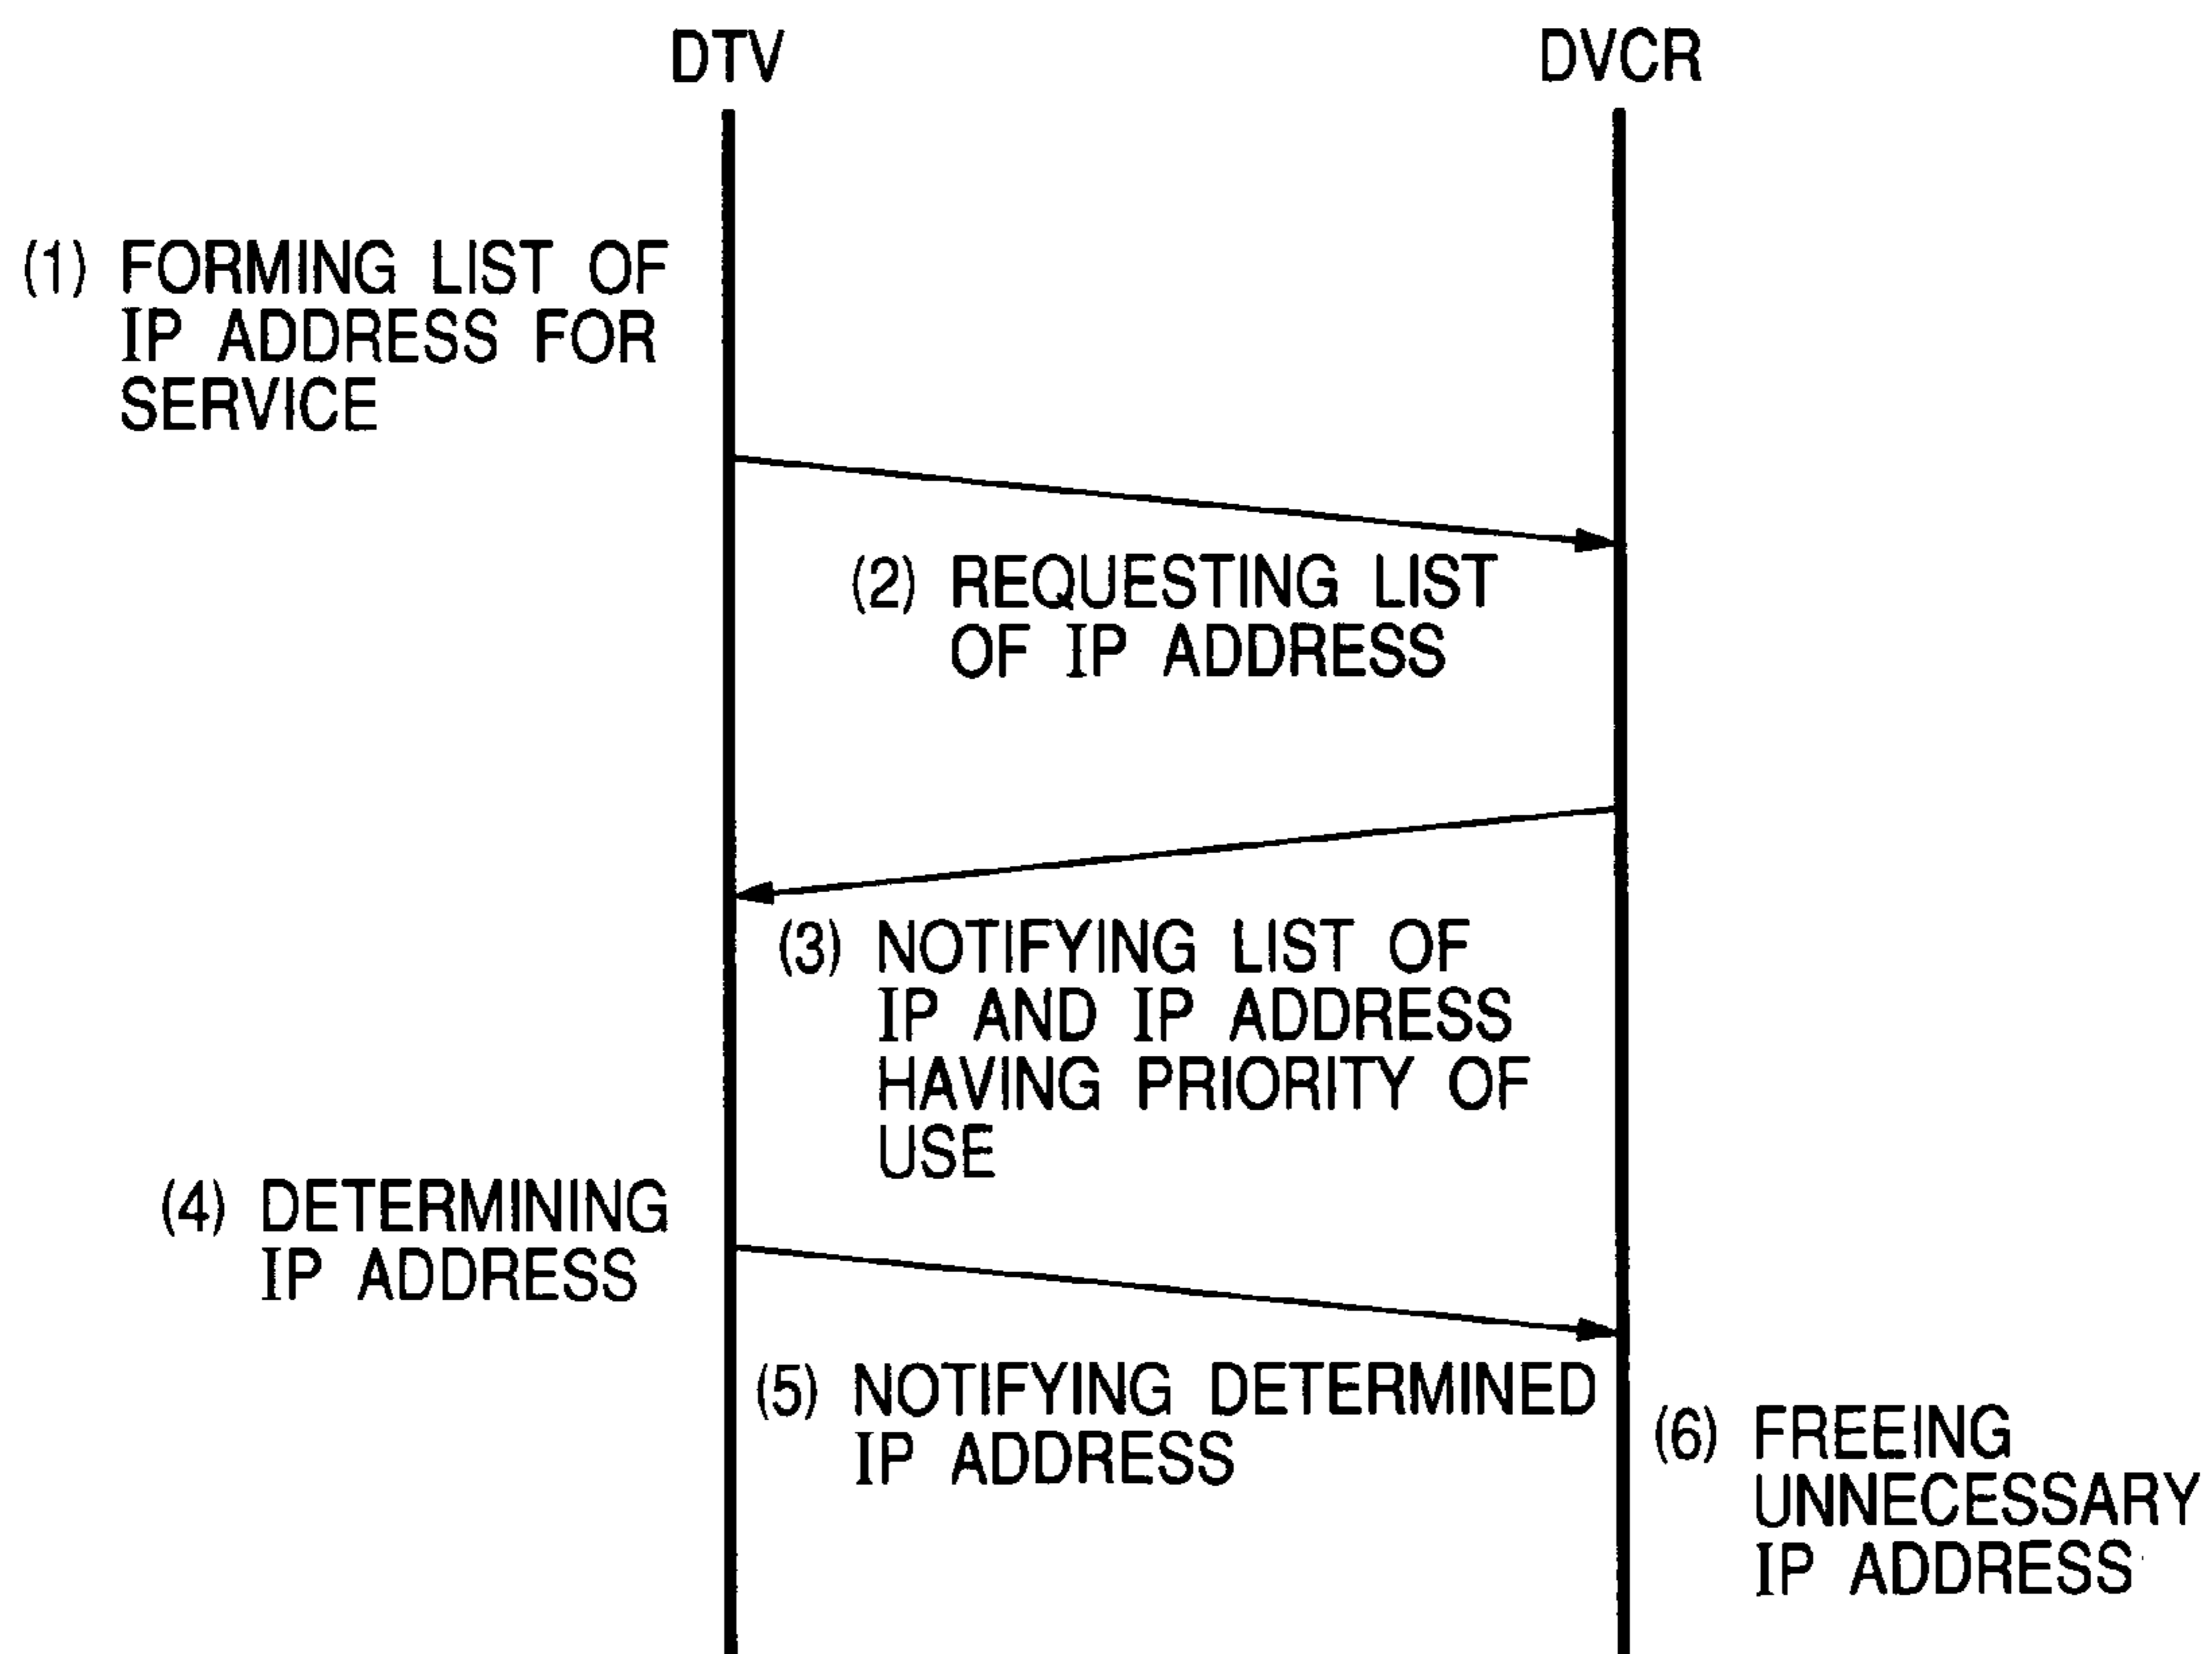 DTV
DVCR
(1) FORMING LIST OF
IP ADDRESS FOR
SERVICE
(2) REQUESTING LIST
OF IP ADDRESS
(3) NOTIFYING LIST OF
IP AND IP ADDRESS
HAVING PRIORITY OF
USE
(4) DETERMINING
IP ADDRESS
(5) NOTIFYING DETERMINED
IP ADDRESS
(6) FREEING
UNNECESSARY
IP ADDRESS